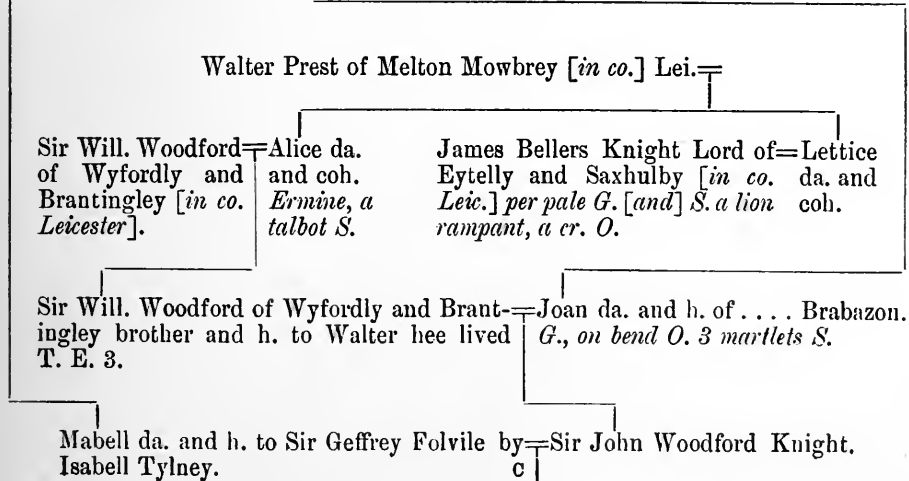 Walter Prest of Melton Mowbrey [in co.] Lei.
Sir Will. Woodford
of Wyfordly and
Brantingley [in co.
Leicester].
Alice da.
and coh.
Ermine, a
talbot S.
James Bellers Knight Lord of
Eytelly and Saxhulby [in co.
Leic.] per pale G. [and] S. a lion
rampant, a cr. O.
Lettice
da. and
coh.
Sir Will. Woodford of Wyfordly and Brant-
ingley brother and h. to Walter hee lived
T. E. 3.
Joan da. and h. of .... Brabazon.
G., on bend O. 3 martlets S.
Mabell da. and h. to Sir Geffrey Folvile by
Isabell Tylney.
Sir John Woodford Knight.
C